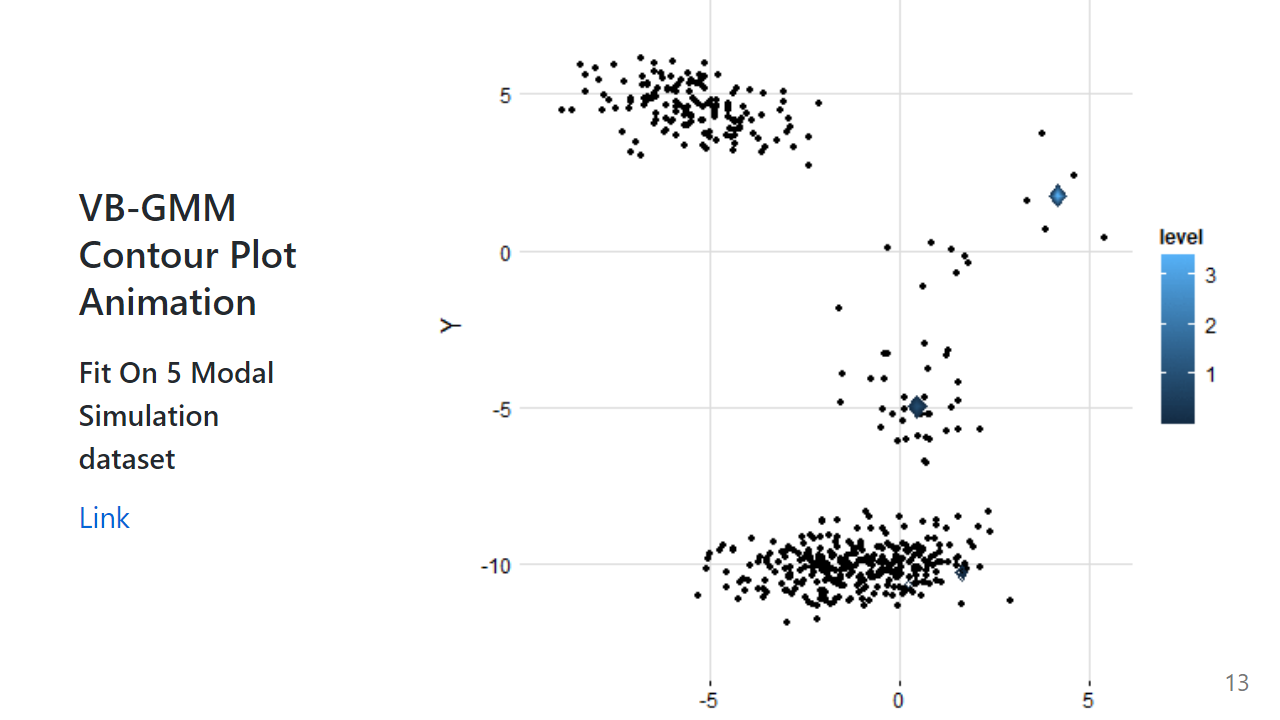 VB-GMM
Contour Plot
Animation
Fit On 5 Modal
Simulation
dataset
Link
5
0
-5
-10
Y
-5
0
5
level
3
2
1
13